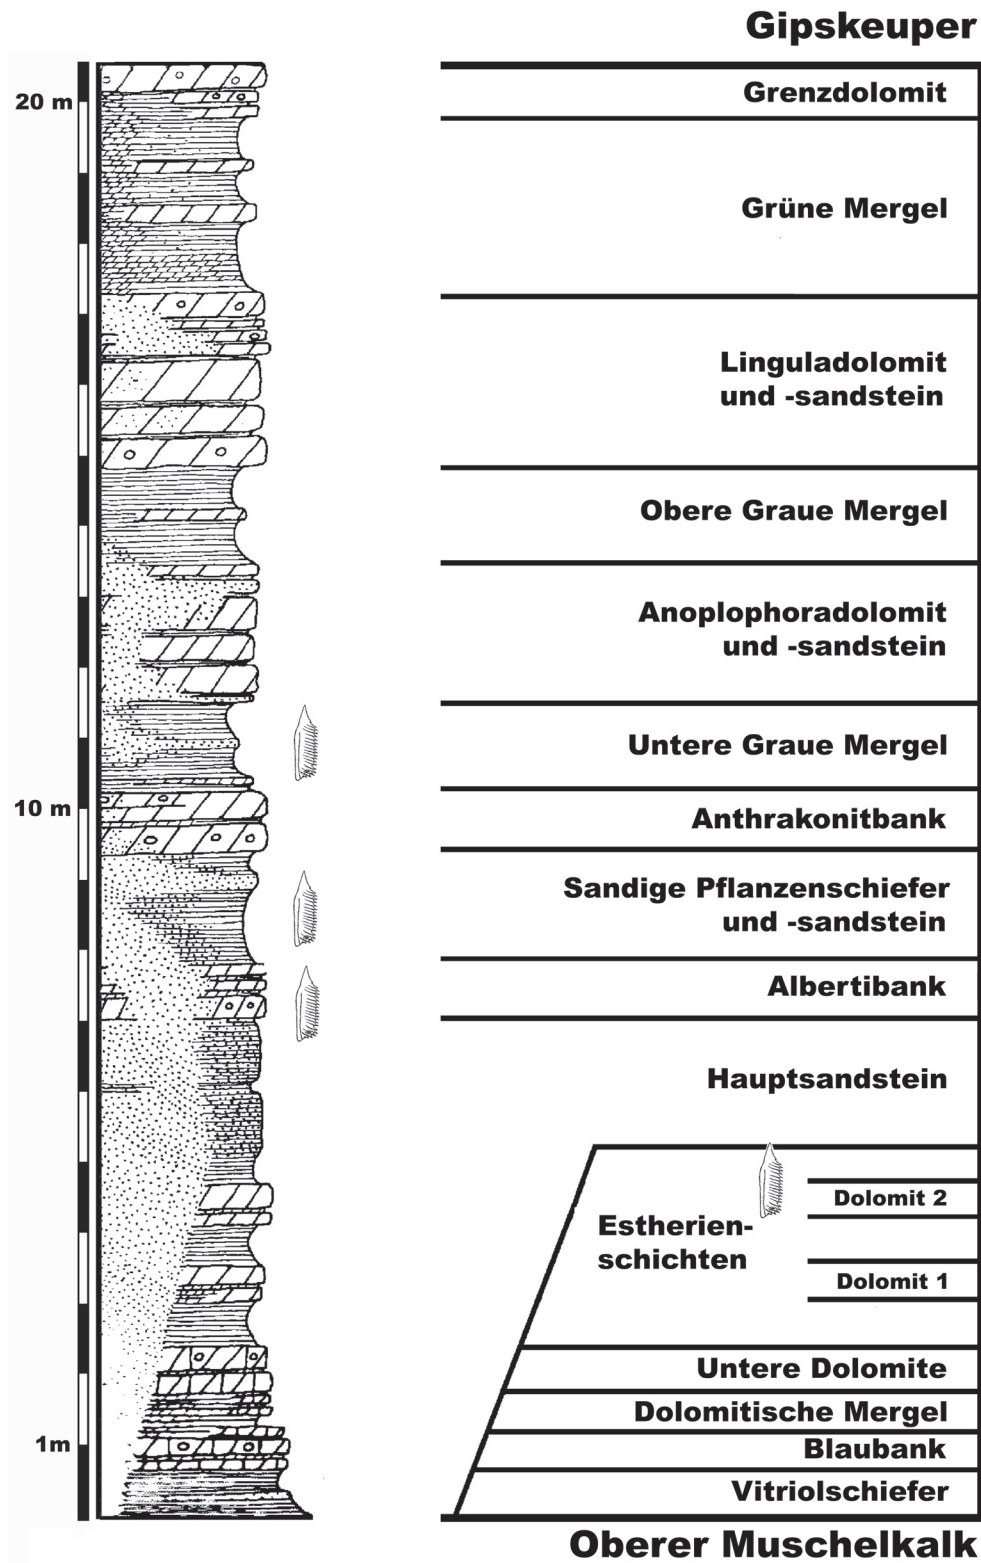 Gipskeuper
20 m
Grenzdolomit
Grüne Mergel
Linguladolomit
und -sandstein
Obere Graue Mergel
Anoplophoradolomit
und -sandstein
Untere Graue Mergel
10 m
Anthrakonitbank
Sandige Pflanzenschiefer
und -sandstein
Albertibank
Hauptsandstein
Dolomit 2
Estherien-
schichten
Dolomit 1
Untere Dolomite
Dolomitische Mergel
1m
Blaubank
Vitriolschiefer
Oberer Muschelkalk